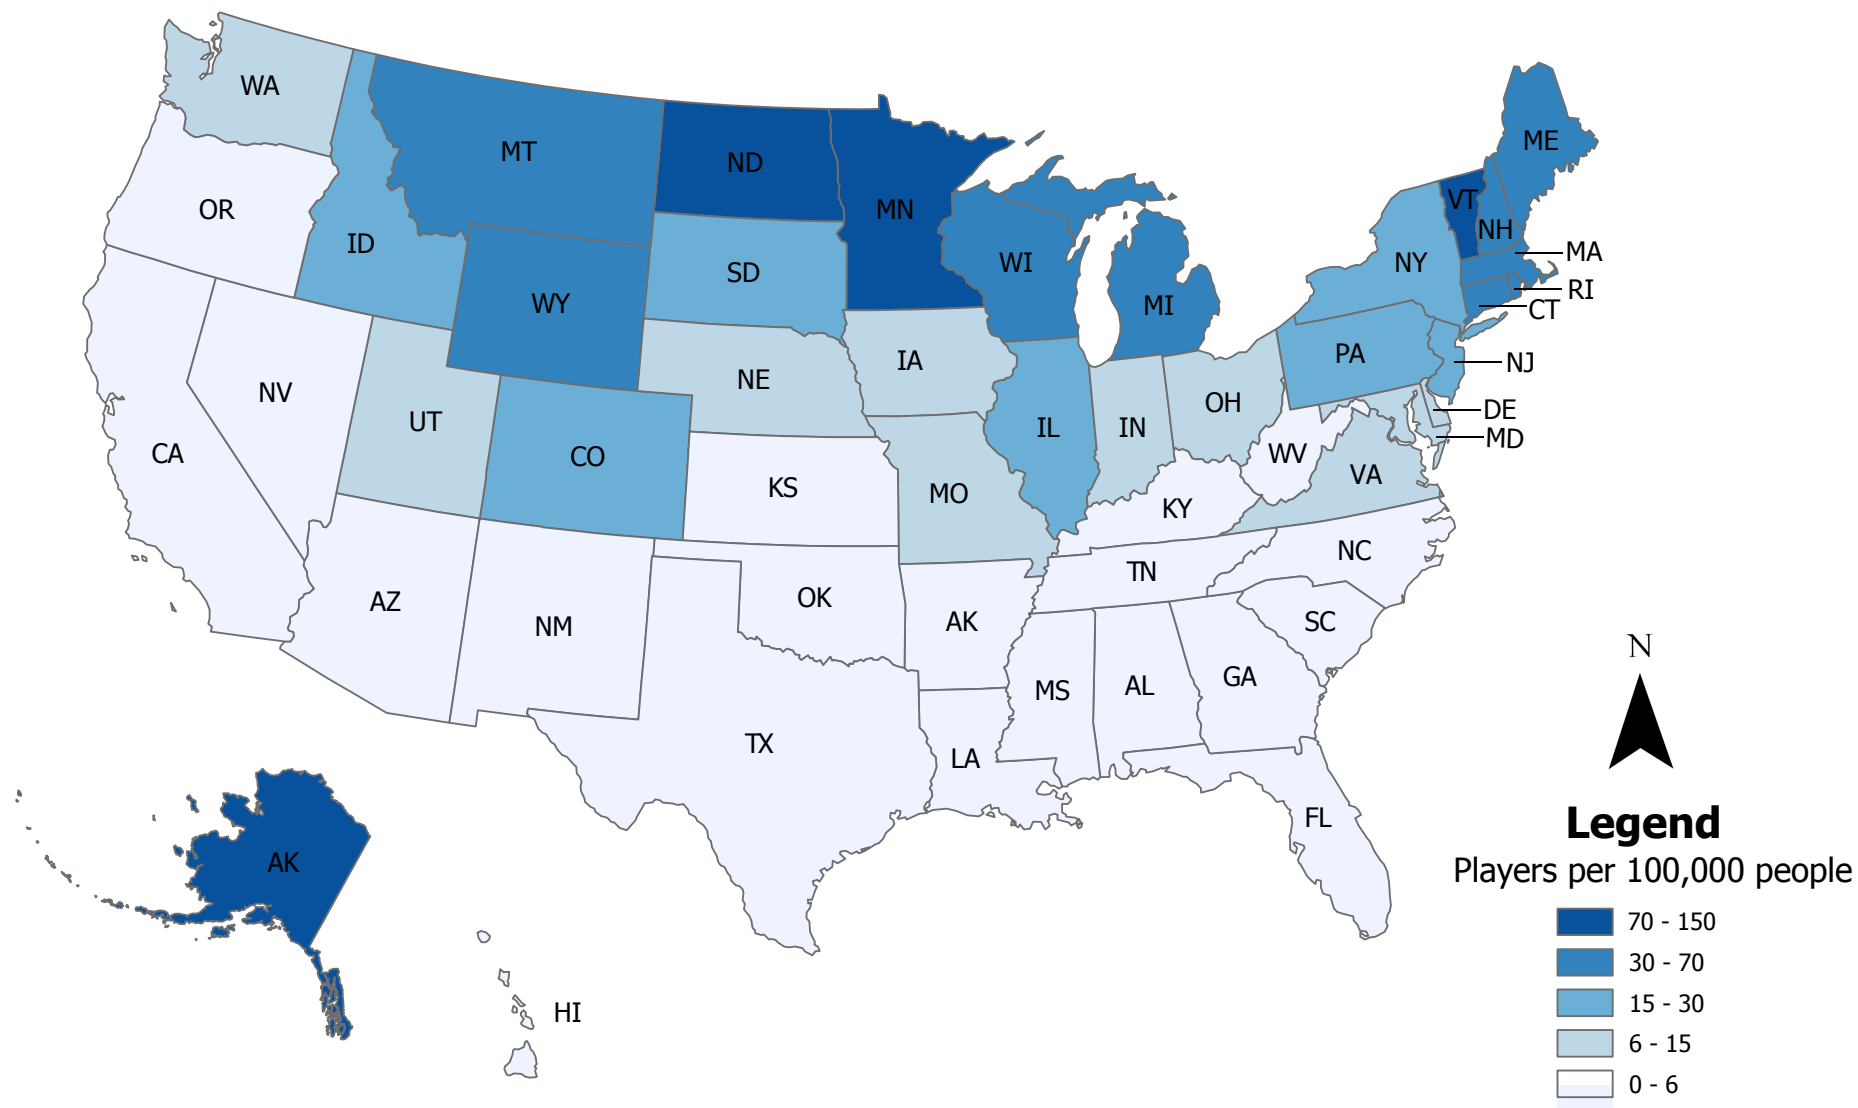 WA
MT
ND
MN
ME
VT
NH
OR
ID
SD
WI
MI
NY
MA
RI
CT
WY
PA
NJ
IA
NE
NV
UT
OH
DE
MD
CA
CO
IL
IN
WV
VA
KS
MO
KY
NC
TN
AZ
NM
OK
AK
SC
MS
AL
GA
TX
LA
FL
AK
HI
N
Legend
Players per 100,000 people
70 - 150
30 - 70
15 - 30
6 - 15
0 - 6